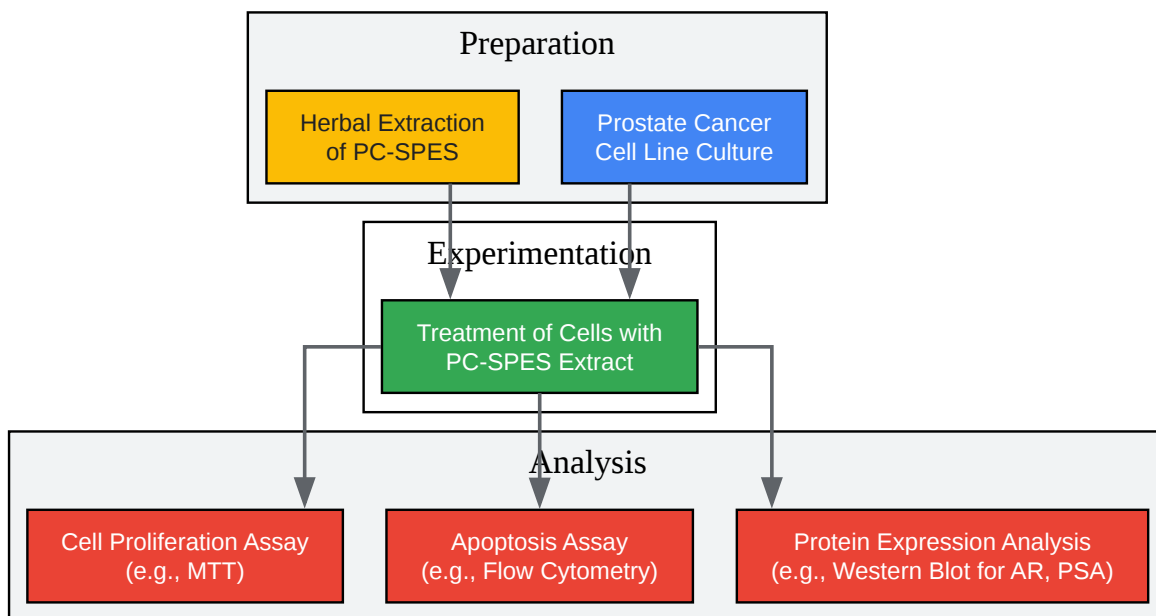 Preparation
Herbal Extraction
of PC-SPES
Prostate Cancer
Cell Line Culture
Experimentation
Treatment of Cells with
PC-SPES Extract
Analysis
Cell Proliferation Assay
(e.g., MTT)
Apoptosis Assay
(e.g., Flow Cytometry)
Protein Expression Analysis
(e.g., Western Blot for AR, PSA)